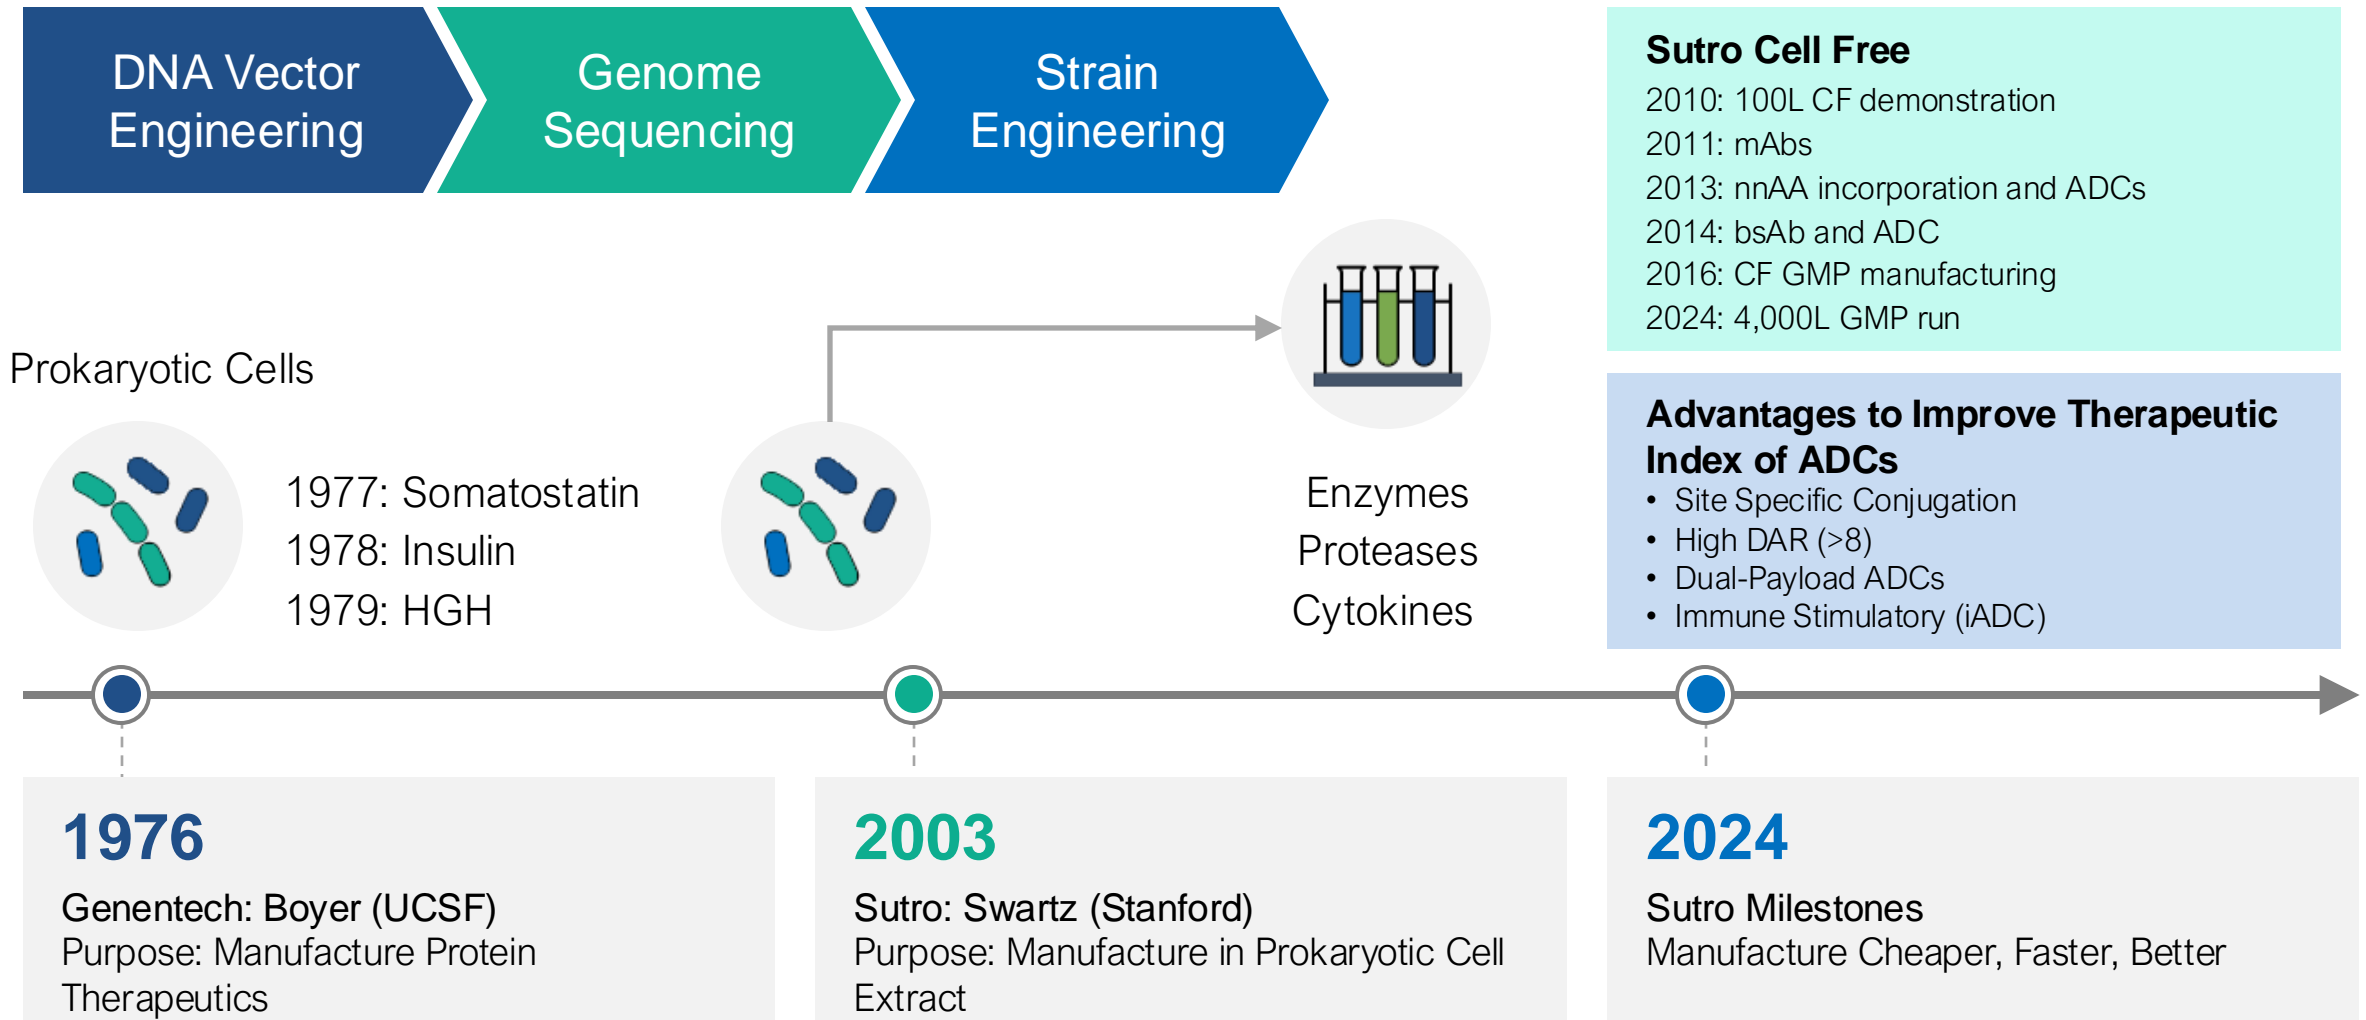 DNA Vector
Engineering
Genome
Sequencing
Strain
Engineering
Sutro Cell Free
2010: 100L CF demonstration
2011: mAbs
2013: nnAA incorporation and ADCs
2014: bsAb and ADC
2016: CF GMP manufacturing
2024: 4,000L GMP run
Prokaryotic Cells
1977: Somatostatin
1978: Insulin
1979: HGH
Enzymes
Proteases
Cytokines
Advantages to Improve Therapeutic
Index of ADCs
• Site Specific Conjugation
• High DAR (>8)
• Dual-Payload ADCs
• Immune Stimulatory (iADC)
1976
Genentech: Boyer (UCSF)
Purpose: Manufacture Protein
Therapeutics
2003
Sutro: Swartz (Stanford)
Purpose: Manufacture in Prokaryotic Cell
Extract
2024
Sutro Milestones
Manufacture Cheaper, Faster, Better